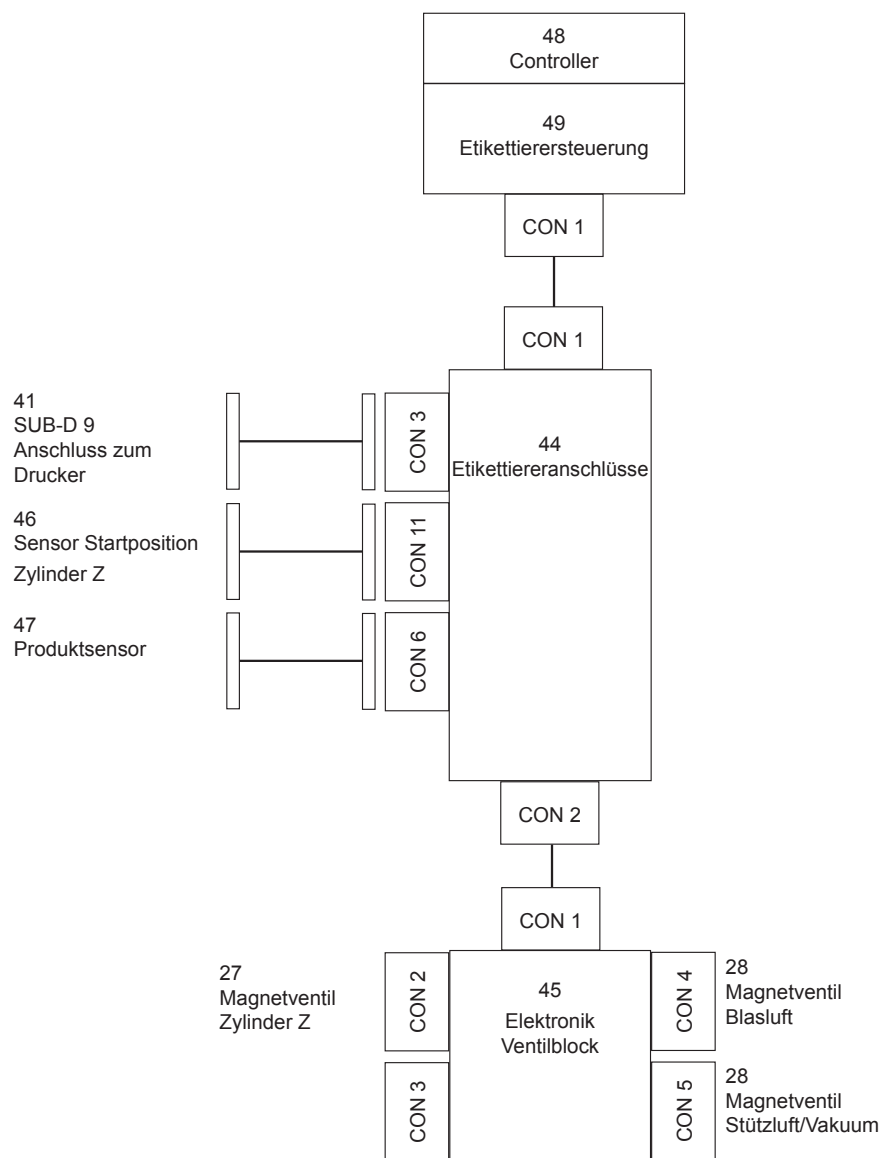 48
Controller
49
Etikettierersteuerung
CON 1
CON 1
41
SUB-D 9
Anschluss zum
Drucker
CON 3
44
Etikettiereranschlüsse
46
Sensor Startposition
Zylinder Z
CON 11
47
Produktsensor
CON 6
CON 2
CON 1
27
Magnetventil
Zylinder Z
CON 2
45
Elektronik
Ventilblock
CON 4
28
Magnetventil
Blasluft
CON 3
CON 5
28
Magnetventil
Stützluft/Vakuum